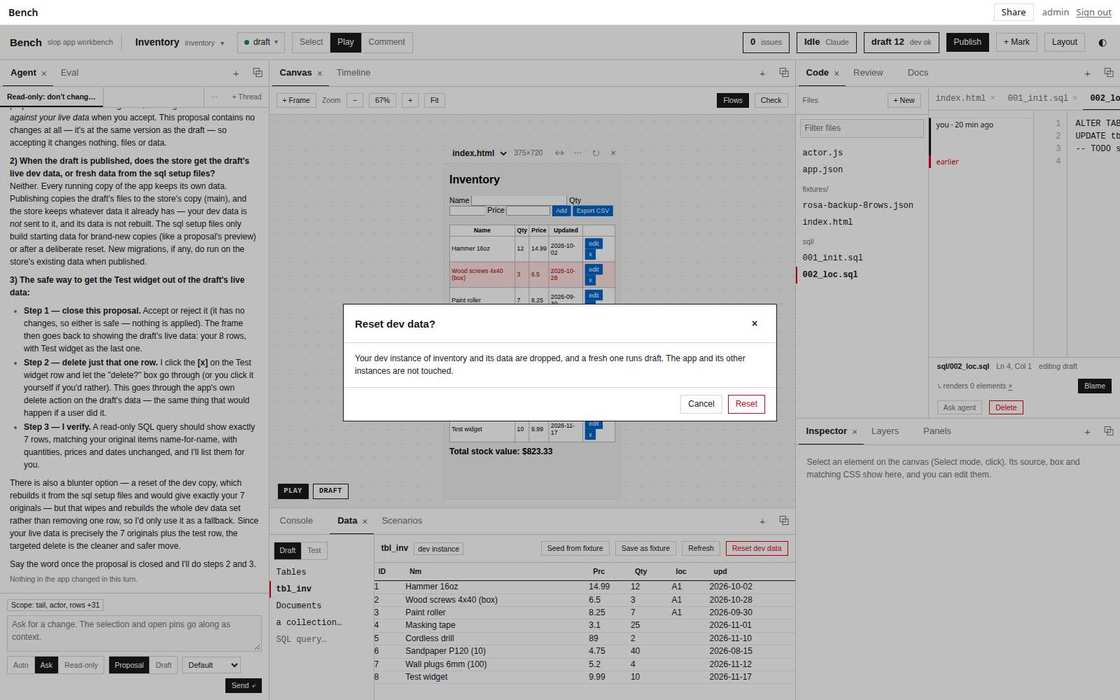 Bench
Share
admin
Sign out
Bench slop app workbench
Inventory inventory
draft
Select
Play
Comment
0 issues
Idle Claude
draft 12 dev ok
Publish
+ Mark
Layout
Agent ×
Eval
Read-only: don't chang…
···
+ Thread
against your live data when you accept. This proposal contains no
changes at all — it's at the same version as the draft — so
accepting it changes nothing, files or data.
2) When the draft is published, does the store get the draft's
live dev data, or fresh data from the sql setup files?
Neither. Every running copy of the app keeps its own data.
Publishing copies the draft's files to the store's copy (main), and
the store keeps whatever data it already has — your dev data is
not sent to it, and its data is not rebuilt. The sql setup files only
build starting data for brand-new copies (like a proposal's preview)
or after a deliberate reset. New migrations, if any, do run on the
store's existing data when published.
3) The safe way to get the Test widget out of the draft's live
data:
• Step 1 — close this proposal. Accept or reject it (it has no
changes, so either is safe — nothing is applied). The frame
then goes back to showing the draft's live data: your 8 rows,
with Test widget as the last one.
• Step 2 — delete just that one row. I click the [x] on the Test
widget row and let the "delete?" box go through (or you click it
yourself if you'd rather). This goes through the app's own
delete action on the draft's data — the same thing that would
happen if a user did it.
• Step 3 — I verify. A read-only SQL query should show exactly
7 rows, matching your original items name-for-name, with
quantities, prices and dates unchanged, and I'll list them for
you.
There is also a blunter option — a reset of the dev copy, which
rebuilds it from the sql setup files and would give exactly your 7
originals — but that wipes and rebuilds the whole dev data set
rather than removing one row, so I'd only use it as a fallback. Since
your live data is precisely the 7 originals plus the test row, the
targeted delete is the cleaner and safer move.
Say the word once the proposal is closed and I'll do steps 2 and 3.
Nothing in the app changed in this turn.
Scope: tail, actor, rows +31
Ask for a change. The selection and open pins go along as
context.
Auto
Ask
Read-only
Proposal
Draft
Default
Send
Canvas ×
Timeline
+ Frame
Zoom
−
67%
+
Fit
Flows
Check
index.html
375×720
Inventory
Name
Qty
Price
Add
Export CSV
Name Qty Price Updated
Hammer 16oz 12 14.99 2026-10-02 edit x
Wood screws 4x40 (box) 3 6.5 2026-10-28 edit x
Paint roller 7 8.25 2026-09- edit
Reset dev data? ×
Your dev instance of inventory and its data are dropped, and a fresh one runs draft. The app and its other
instances are not touched.
Cancel
Reset
Test widget 10 9.99 2026-11-17 edit x
Total stock value: $823.33
PLAY
DRAFT
Console
Data ×
Scenarios
Draft
Test
Tables
tbl_inv
Documents
a collection…
SQL query…
tbl_inv
dev instance
Seed from fixture
Save as fixture
Refresh
Reset dev data
ID Nm Prc Qty loc upd
1 Hammer 16oz 14.99 12 A1 2026-10-02
2 Wood screws 4x40 (box) 6.5 3 A1 2026-10-28
3 Paint roller 8.25 7 A1 2026-09-30
4 Masking tape 3.1 25 2026-11-01
5 Cordless drill 89 2 2026-11-10
6 Sandpaper P120 (10) 4.75 40 2026-08-15
7 Wall plugs 6mm (100) 5.2 4 2026-11-12
8 Test widget 9.99 10 2026-11-17
Code ×
Review
Docs
Files
+ New
Filter files
actor.js
app.json
fixtures/
rosa-backup-8rows.json
index.html
sql/
001_init.sql
002_loc.sql
index.html ×
001_init.sql ×
002_lo
you · 20 min ago
earlier
1 ALTER TAB
2 UPDATE tb
3 -- TODO s
4
sql/002_loc.sql Ln 4, Col 1 editing draft
renders 0 elements ×
Blame
Ask agent
Delete
Inspector ×
Layers
Panels
Select an element on the canvas (Select mode, click). Its source, box and
matching CSS show here, and you can edit them.